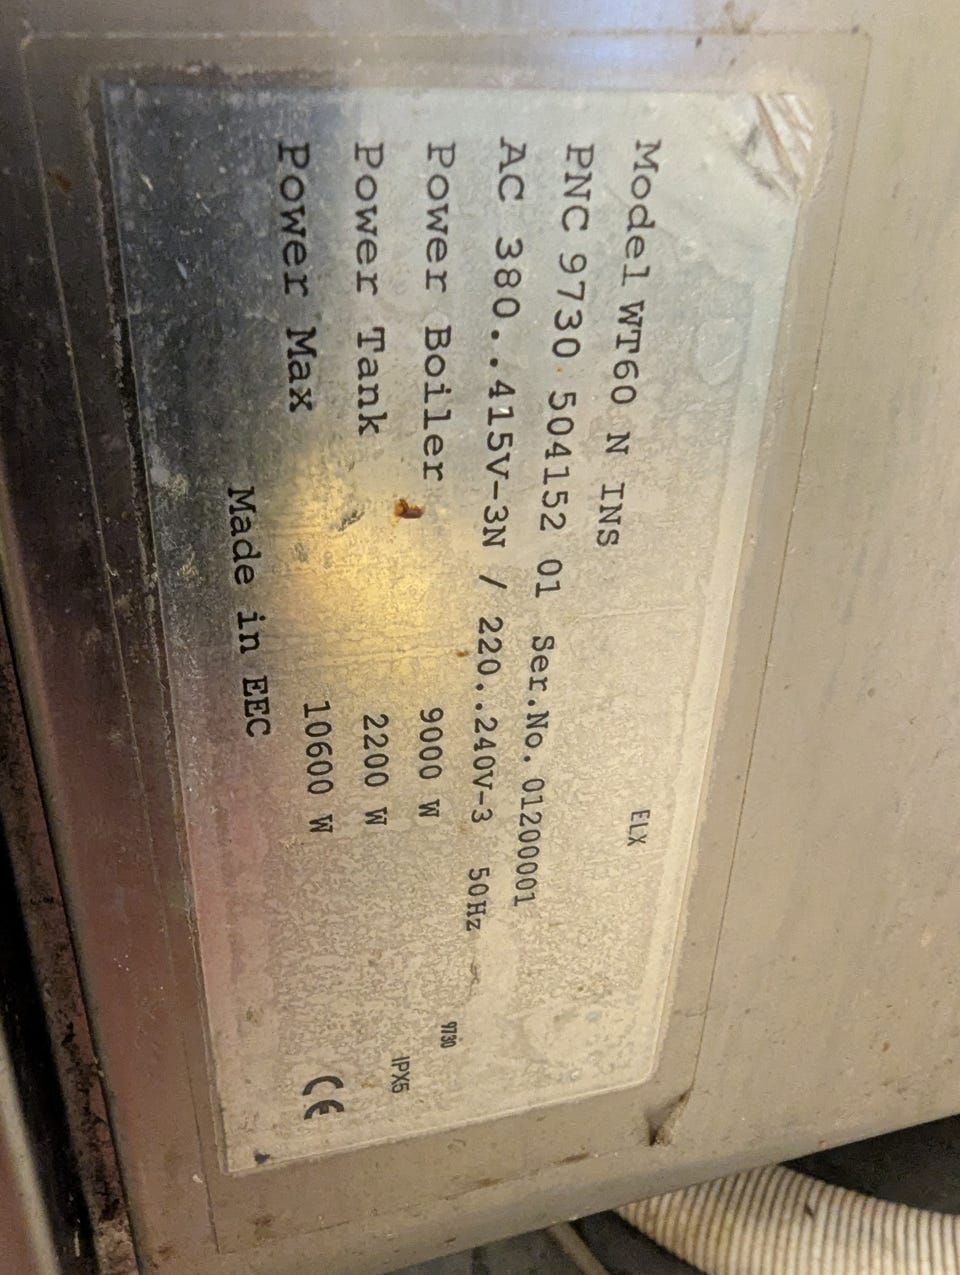 ELX
Model WT60 N INS
PNC 9730 504152 01 Ser.No. 01200001
AC 380..415V-3N / 220..240V-3 50Hz
Power Boiler 9000 W 9730
Power Tank 2200 W IPX5
Power Max 10600 W
Made in EEC
CE